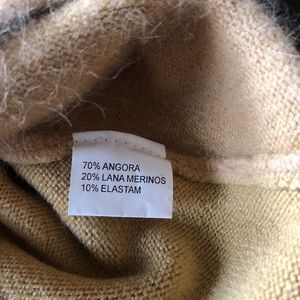 70% ANGORA
20% LANA MERINOS
10% ELASTAM